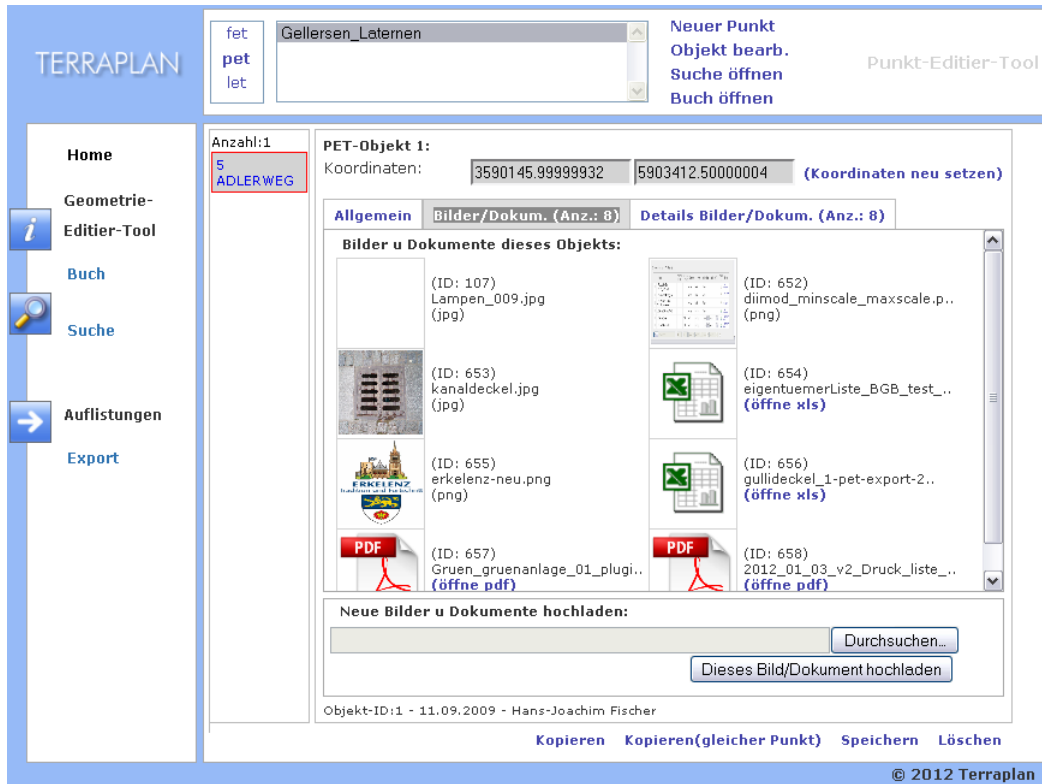 TERRAPLAN
fet
pet
let
Gellersen_Laternen
Neuer Punkt
Objekt bearb.
Suche öffnen
Buch öffnen
Punkt-Editier-Tool
Home
Geometrie-
Editier-Tool
Buch
Suche
Auflistungen
Export
Anzahl:1
5
ADLERWEG
PET-Objekt 1:
Koordinaten:
3590145.99999932
5903412.50000004
(Koordinaten neu setzen)
Allgemein
Bilder/Dokum. (Anz.: 8)
Details Bilder/Dokum. (Anz.: 8)
Bilder u Dokumente dieses Objekts:
(ID: 107)
Lampen_009.jpg
(jpg)
(ID: 652)
diimod_minscale_maxscale.p..
(png)
(ID: 653)
kanaldeckel.jpg
(jpg)
(ID: 654)
eigentuemerListe_BGB_test_..
(öffne xls)
ERKELENZ
Tradition und Fortschritt
(ID: 655)
erkelenz-neu.png
(png)
(ID: 656)
gullideckel_1-pet-export-2..
(öffne xls)
PDF
(ID: 657)
Gruen_gruenanlage_01_plugi..
(öffne pdf)
PDF
(ID: 658)
2012_01_03_v2_Druck_liste_..
(öffne pdf)
Neue Bilder u Dokumente hochladen:
Durchsuchen...
Dieses Bild/Dokument hochladen
Objekt-ID:1 - 11.09.2009 - Hans-Joachim Fischer
Kopieren
Kopieren(gleicher Punkt)
Speichern
Löschen
© 2012 Terraplan